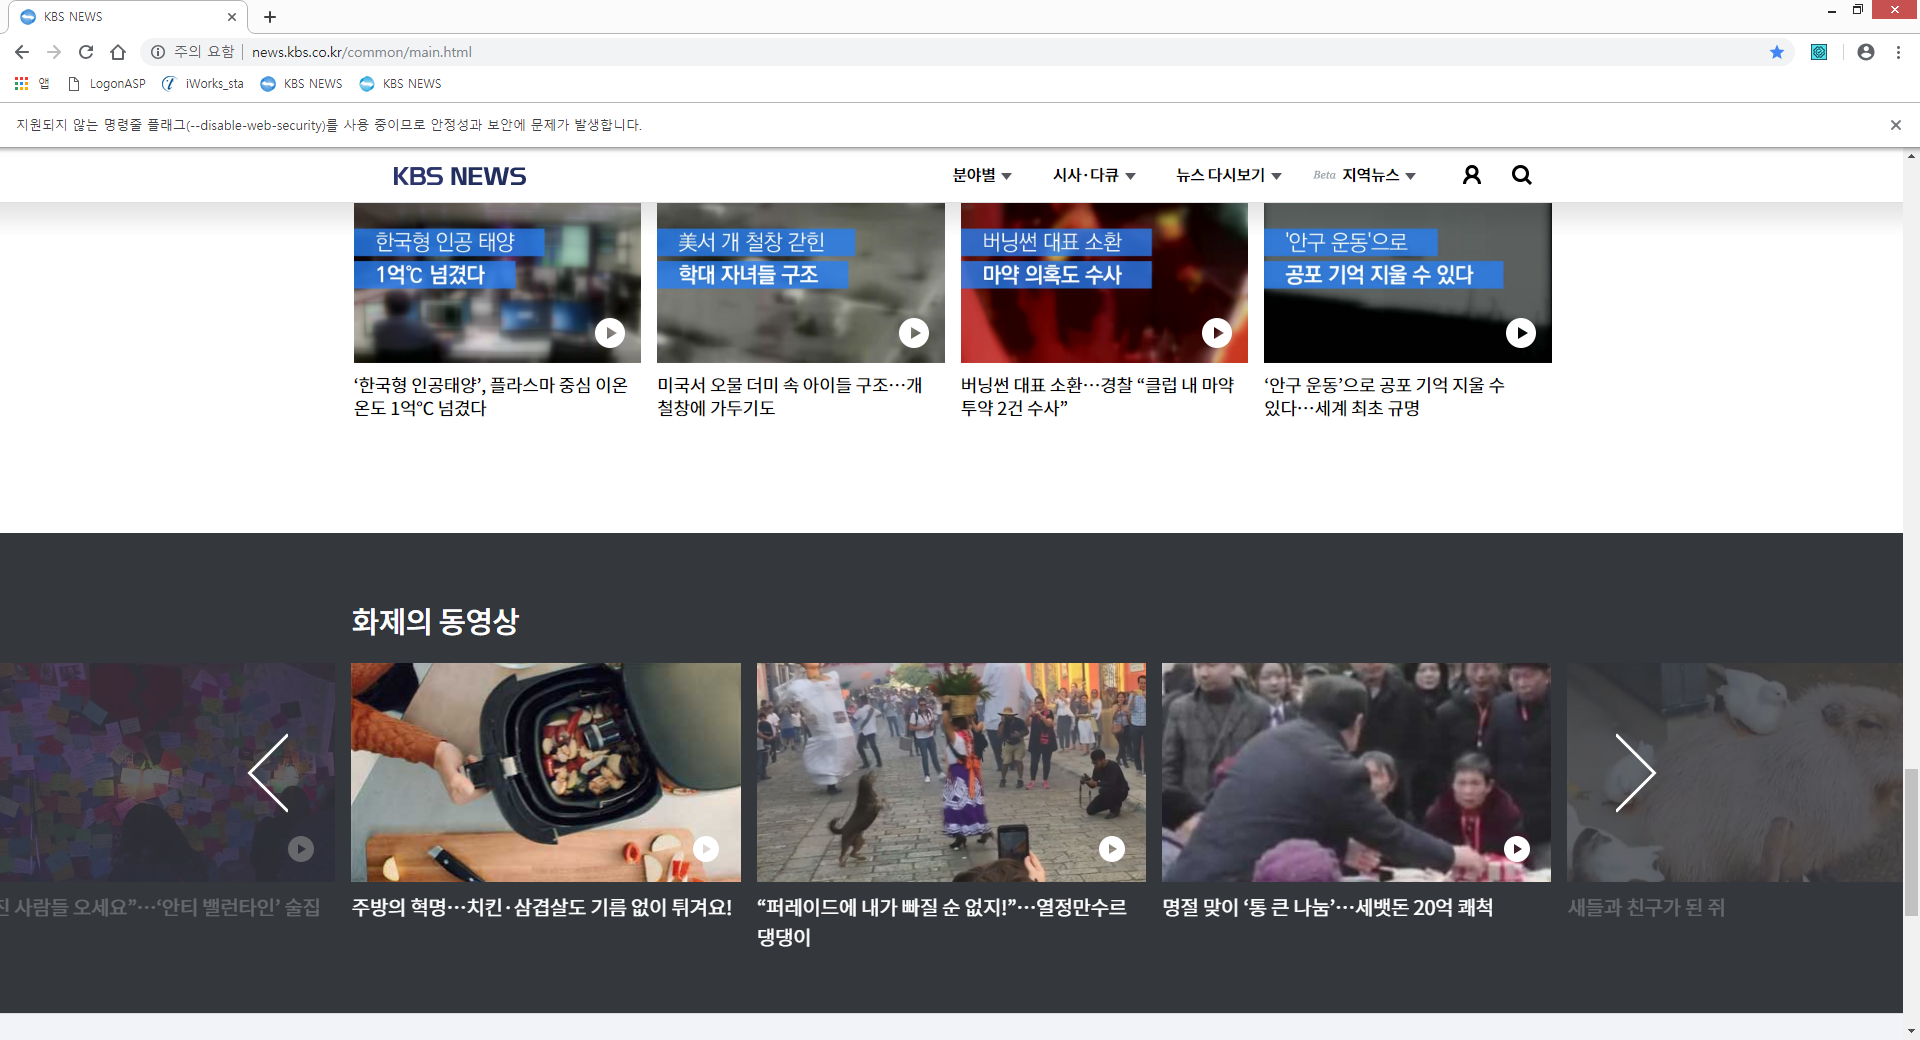 KBS NEWS
주의 요함
news.kbs.co.kr/common/main.html
앱
LogonASP
iWorks_sta
KBS NEWS
KBS NEWS
지원되지 않는 명령줄 플래그(--disable-web-security)를 사용 중이므로 안정성과 보안에 문제가 발생합니다.
KBS NEWS
분야별
시사·다큐
뉴스 다시보기
Beta 지역뉴스
한국형 인공 태양
1억℃ 넘겼다
美서 개 철창 갇힌
학대 자녀들 구조
버닝썬 대표 소환
마약 의혹도 수사
'안구 운동'으로
공포 기억 지울 수 있다
‘한국형 인공태양’, 플라스마 중심 이온
온도 1억℃ 넘겼다
미국서 오물 더미 속 아이들 구조…개
철창에 가두기도
버닝썬 대표 소환…경찰 “클럽 내 마약
투약 2건 수사”
‘안구 운동’으로 공포 기억 지울 수
있다…세계 최초 규명
화제의 동영상
사람들 오세요”…‘안티 밸런타인’ 술집
주방의 혁명…치킨·삼겹살도 기름 없이 튀겨요!
“퍼레이드에 내가 빠질 순 없지!”…열정만수르
댕댕이
명절 맞이 ‘통 큰 나눔’…세뱃돈 20억 쾌척
새들과 친구가 된 쥐